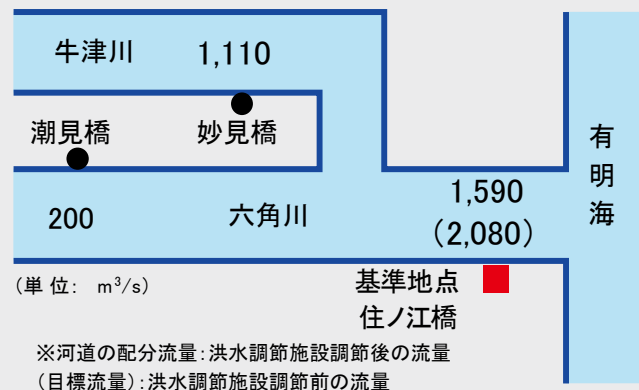 牛津川 1,110
潮見橋 妙見橋
有明海
1,590
200 六角川 (2,080)
(単位: m³/s) 基準地点
住ノ江橋
※河道の配分流量:洪水調節施設調節後の流量
(目標流量):洪水調節施設調節前の流量